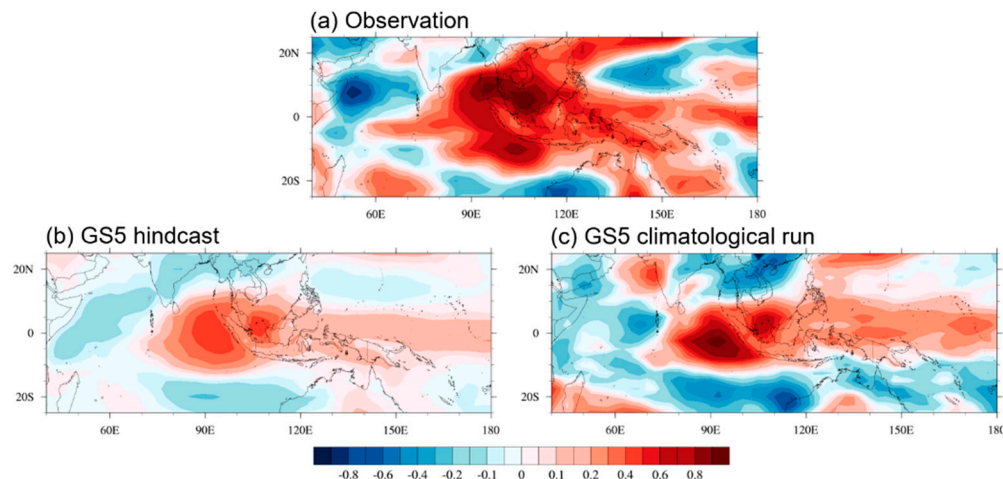 (a) Observation
20N
0
20S
60E
90E
120E
150E
180
(b) GS5 hindcast
20N
0
20S
60E
90E
120E
150E
180
(c) GS5 climatological run
20N
0
20S
60E
90E
120E
150E
180
-0.8 -0.6 -0.4 -0.2 -0.1 0 0.1 0.2 0.4 0.6 0.8